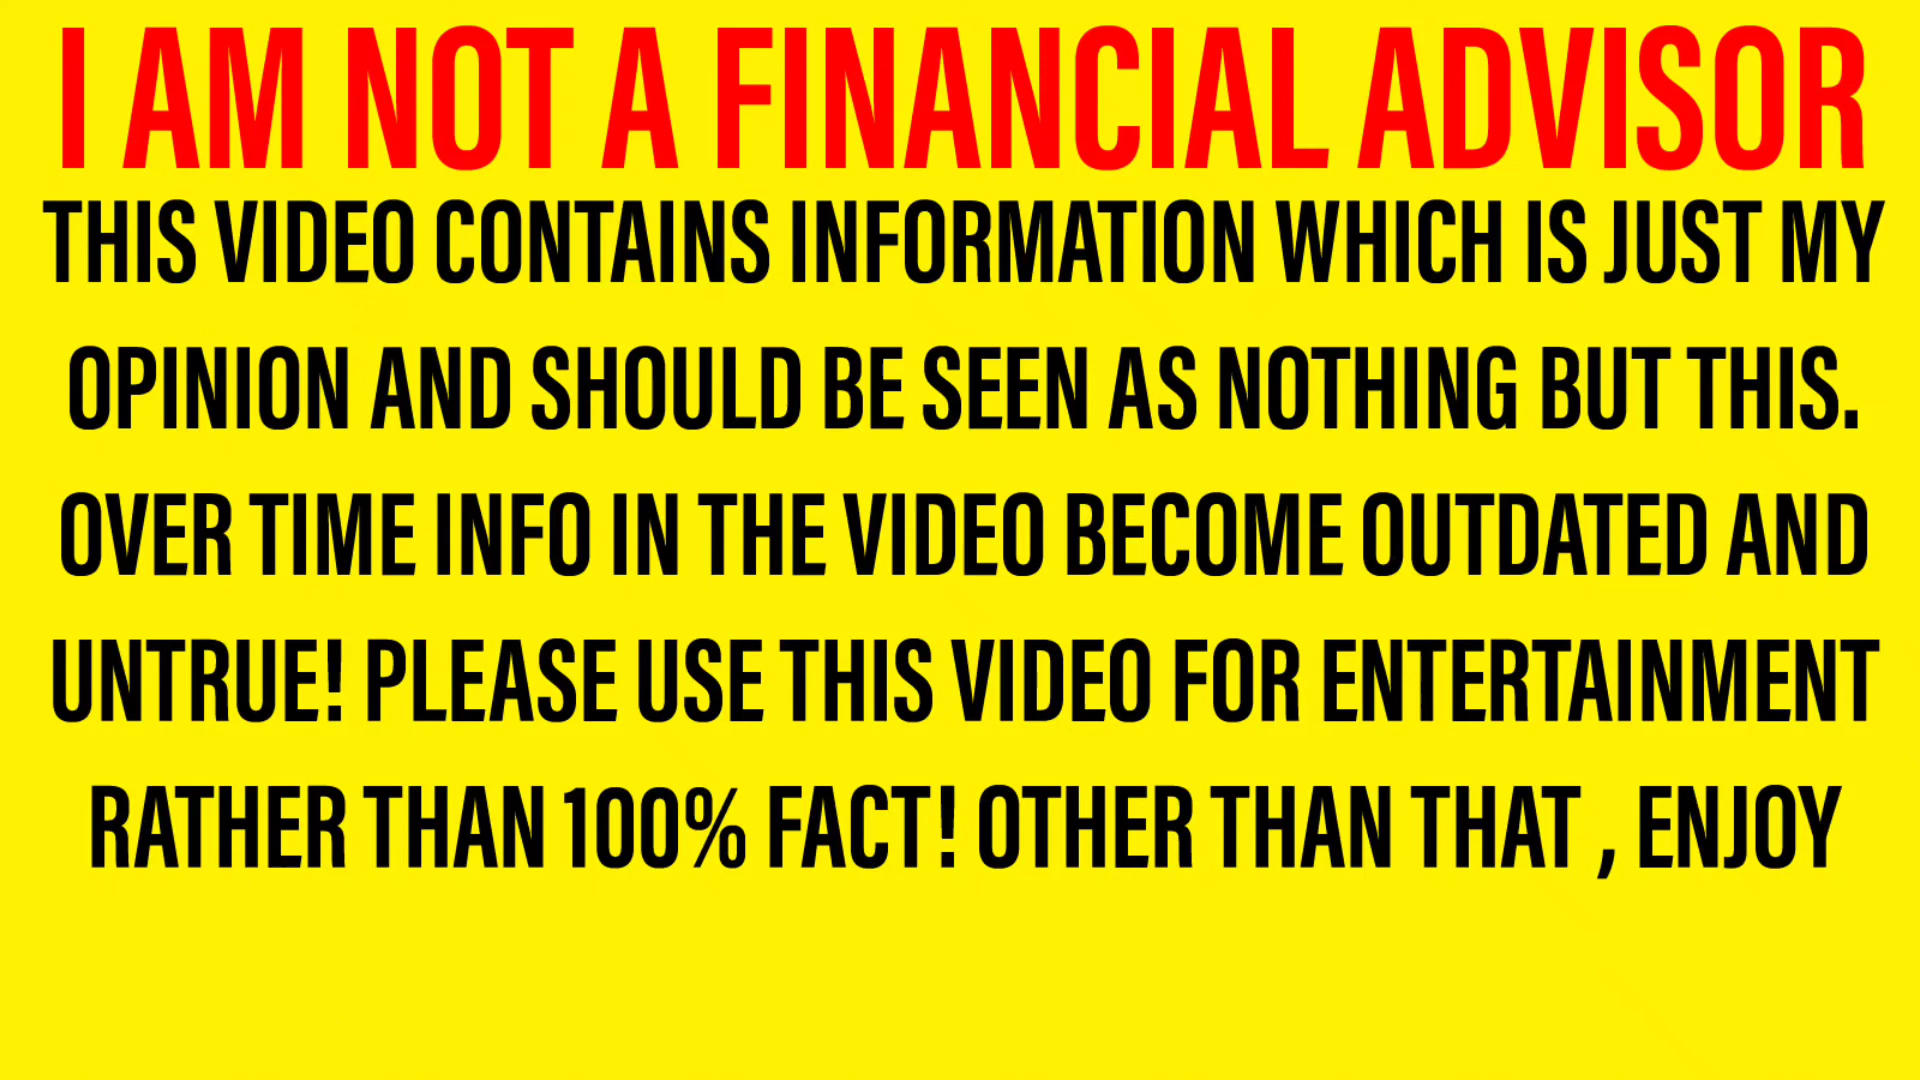 I AM NOT A FINANCIAL ADVISOR
THIS VIDEO CONTAINS INFORMATION WHICH IS JUST MY
OPINION AND SHOULD BE SEEN AS NOTHING BUT THIS.
OVER TIME INFO IN THE VIDEO BECOME OUTDATED AND
UNTRUE! PLEASE USE THIS VIDEO FOR ENTERTAINMENT
RATHER THAN 100% FACT! OTHER THAN THAT , ENJOY